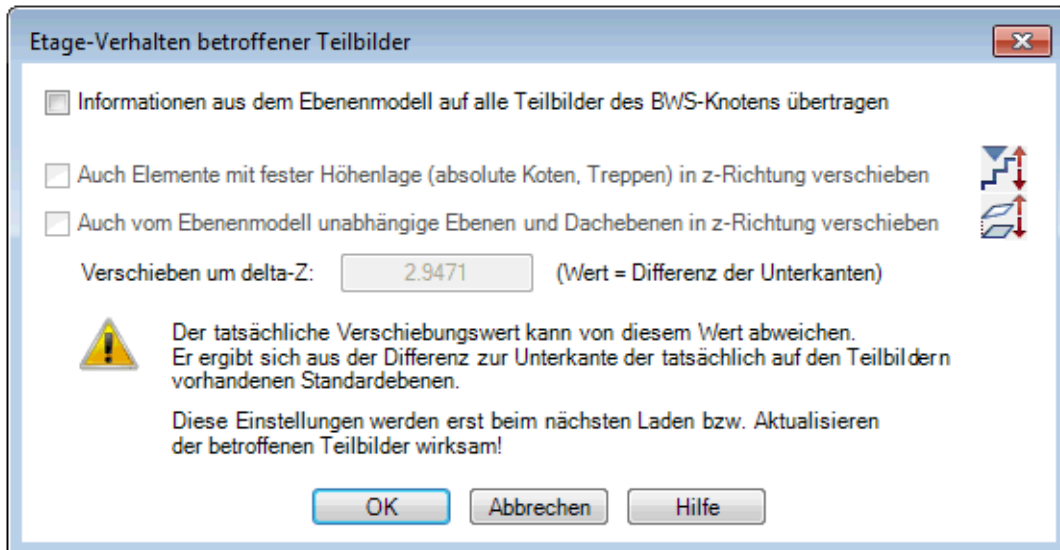 Etage-Verhalten betroffener Teilbilder
Informationen aus dem Ebenenmodell auf alle Teilbilder des BWS-Knotens übertragen
Auch Elemente mit fester Höhenlage (absolute Koten, Treppen) in z-Richtung verschieben
Auch vom Ebenenmodell unabhängige Ebenen und Dachebenen in z-Richtung verschieben
Verschieben um delta-Z: 2.9471 (Wert = Differenz der Unterkanten)
Der tatsächliche Verschiebungswert kann von diesem Wert abweichen.
Er ergibt sich aus der Differenz zur Unterkante der tatsächlich auf den Teilbildern
vorhandenen Standardebenen.
Diese Einstellungen werden erst beim nächsten Laden bzw. Aktualisieren
der betroffenen Teilbilder wirksam!
OK Abbrechen Hilfe